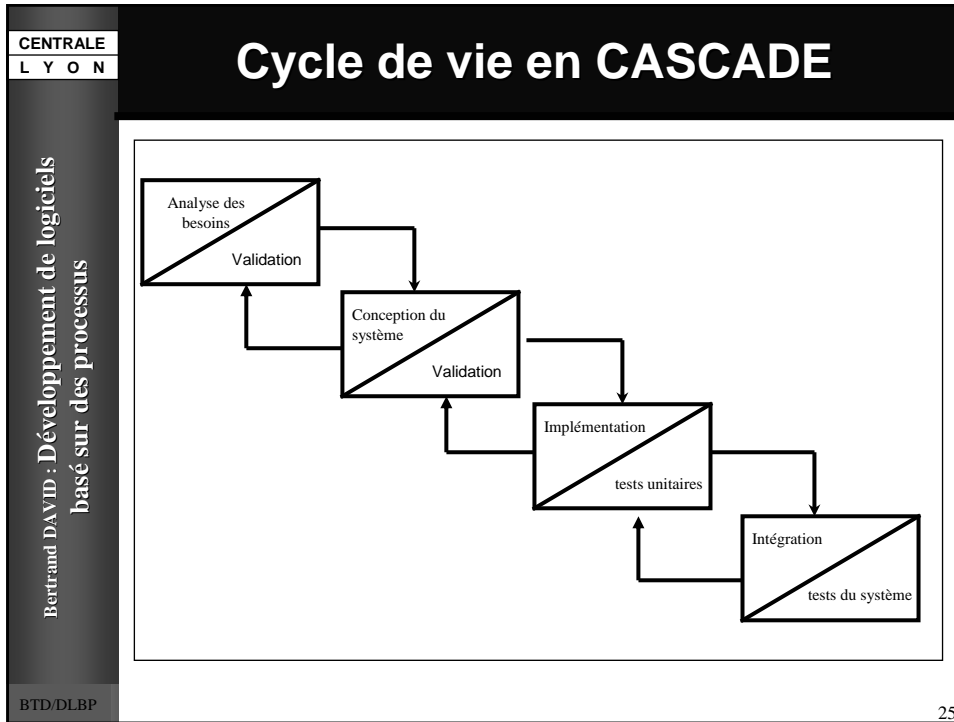 CENTRALE
L Y O N
Cycle de vie en CASCADE
Bertrand DAVID : Développement de logiciels
basé sur des processus
Analyse des
besoins
Validation
Conception du
système
Validation
Implémentation
tests unitaires
Intégration
tests du système
BTD/DLBP
25